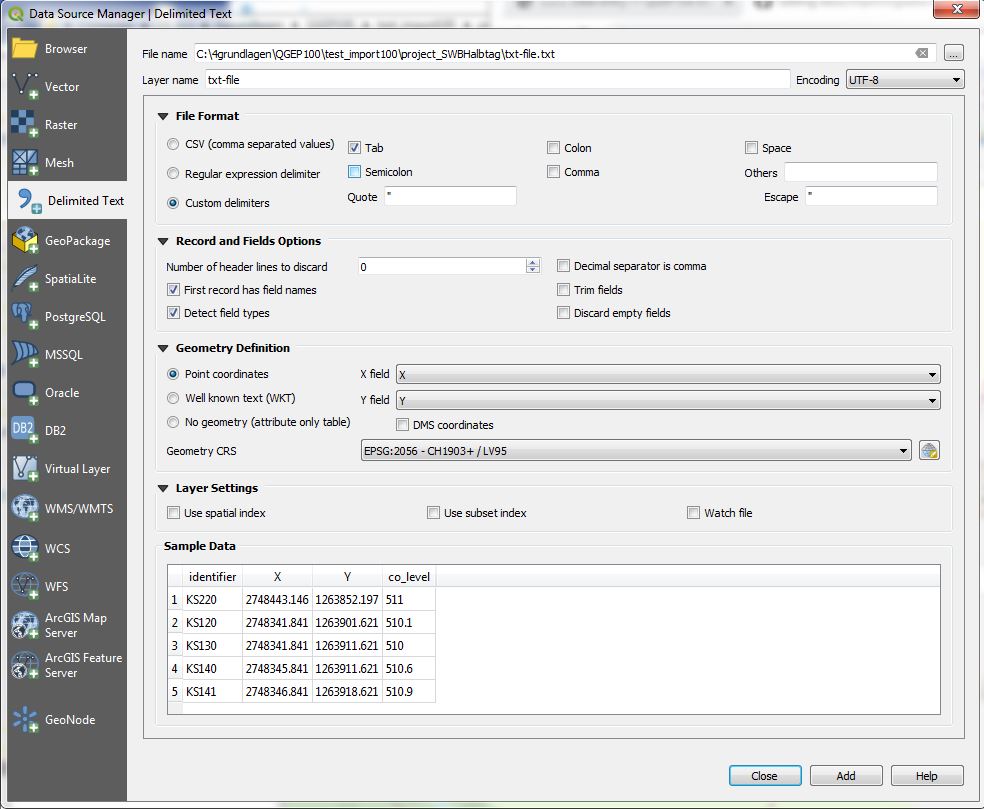 Data Source Manager | Delimited Text
Browser
Vector
Raster
Mesh
Delimited Text
GeoPackage
SpatiaLite
PostgreSQL
MSSQL
Oracle
DB2
DB2
Virtual Layer
WMS/WMTS
WCS
WFS
ArcGIS Map
Server
ArcGIS Feature
Server
GeoNode
File name C:\4grundlagen\QGEP100\test_import100\project_SWBHalbtag\txt-file.txt ...
Layer name txt-file Encoding UTF-8
File Format
CSV (comma separated values) Tab Colon Space
Regular expression delimiter Semicolon Comma Others
Custom delimiters Quote " Escape "
Record and Fields Options
Number of header lines to discard 0 Decimal separator is comma
First record has field names Trim fields
Detect field types Discard empty fields
Geometry Definition
Point coordinates X field X
Well known text (WKT) Y field Y
No geometry (attribute only table) DMS coordinates
Geometry CRS EPSG:2056 - CH1903+ / LV95
Layer Settings
Use spatial index Use subset index Watch file
Sample Data
identifier X Y co_level
1 KS220 2748443.146 1263852.197 511
2 KS120 2748341.841 1263901.621 510.1
3 KS130 2748341.841 1263911.621 510
4 KS140 2748345.841 1263911.621 510.6
5 KS141 2748346.841 1263918.621 510.9
Close Add Help